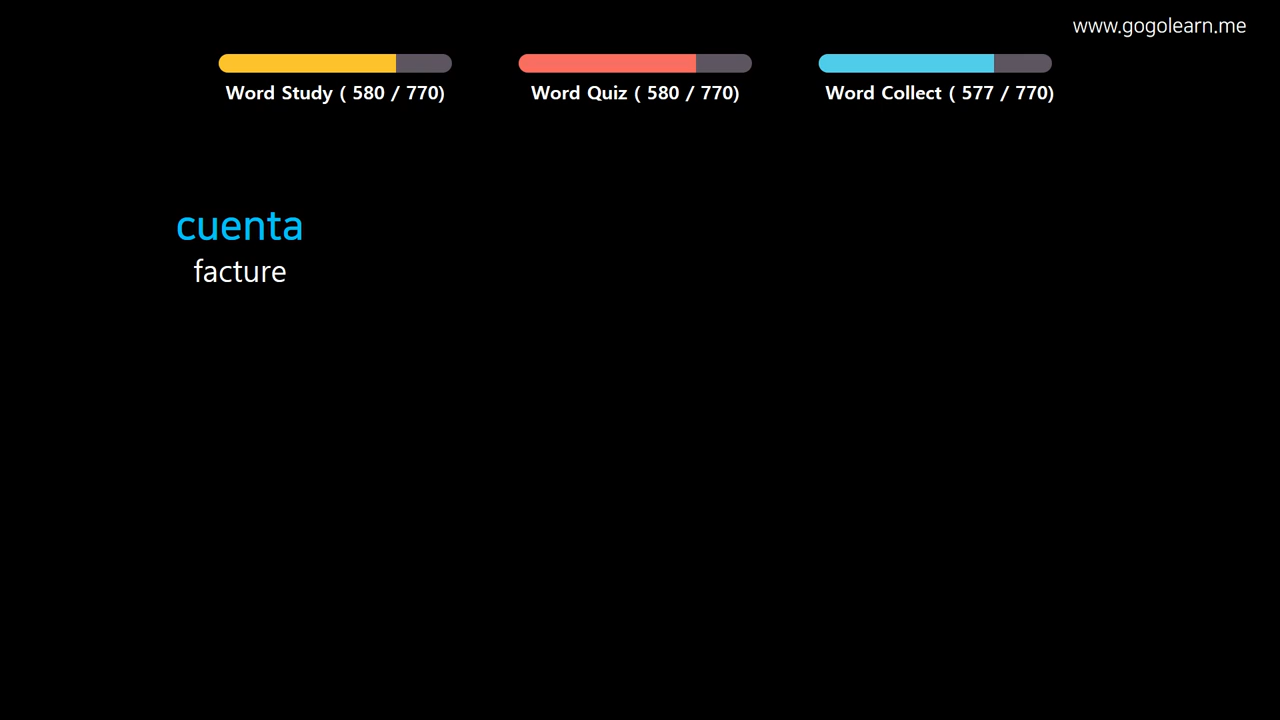 www.gogolearn.me
Word Study ( 580 / 770)
Word Quiz ( 580 / 770)
Word Collect ( 577 / 770)
cuenta
facture